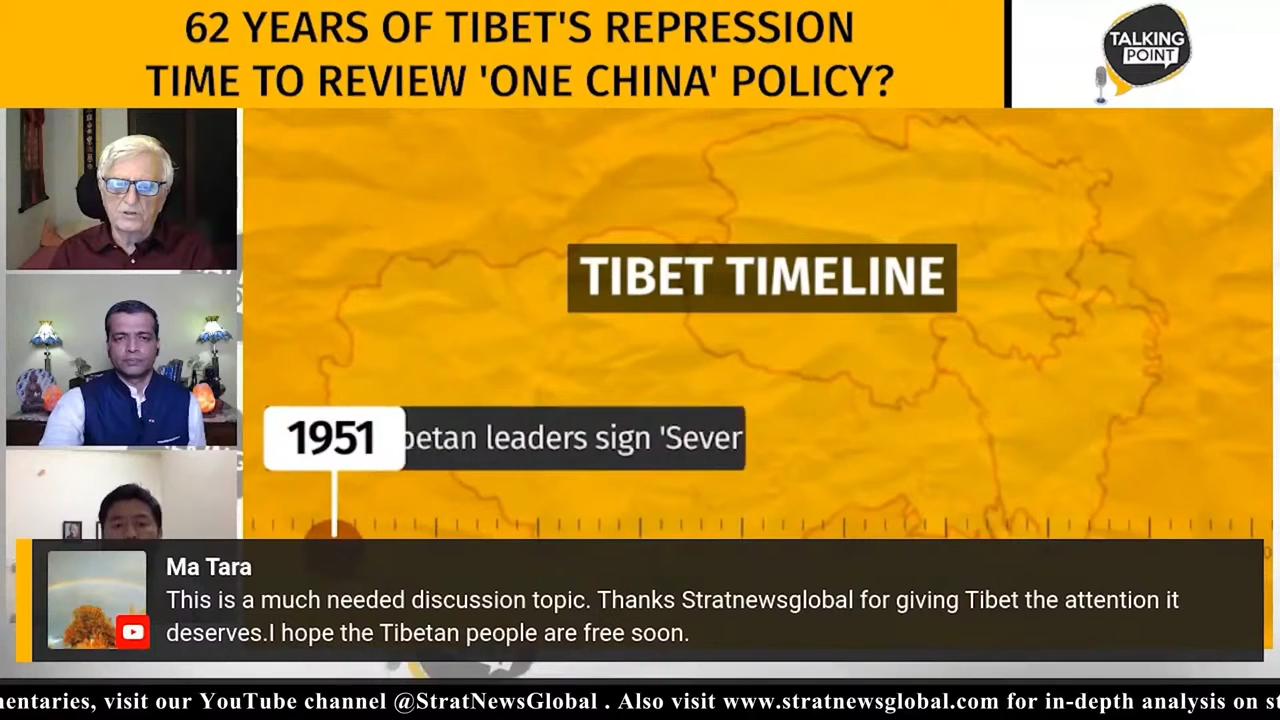 62 YEARS OF TIBET'S REPRESSION
TIME TO REVIEW 'ONE CHINA' POLICY?
TALKING
POINT
TIBET TIMELINE
1951
betan leaders sign 'Sever
Ma Tara
This is a much needed discussion topic. Thanks Stratnewsglobal for giving Tibet the attention it
deserves.I hope the Tibetan people are free soon.
mentaries, visit our YouTube channel @StratNewsGlobal . Also visit www.stratnewsglobal.com for in-depth analysis on s